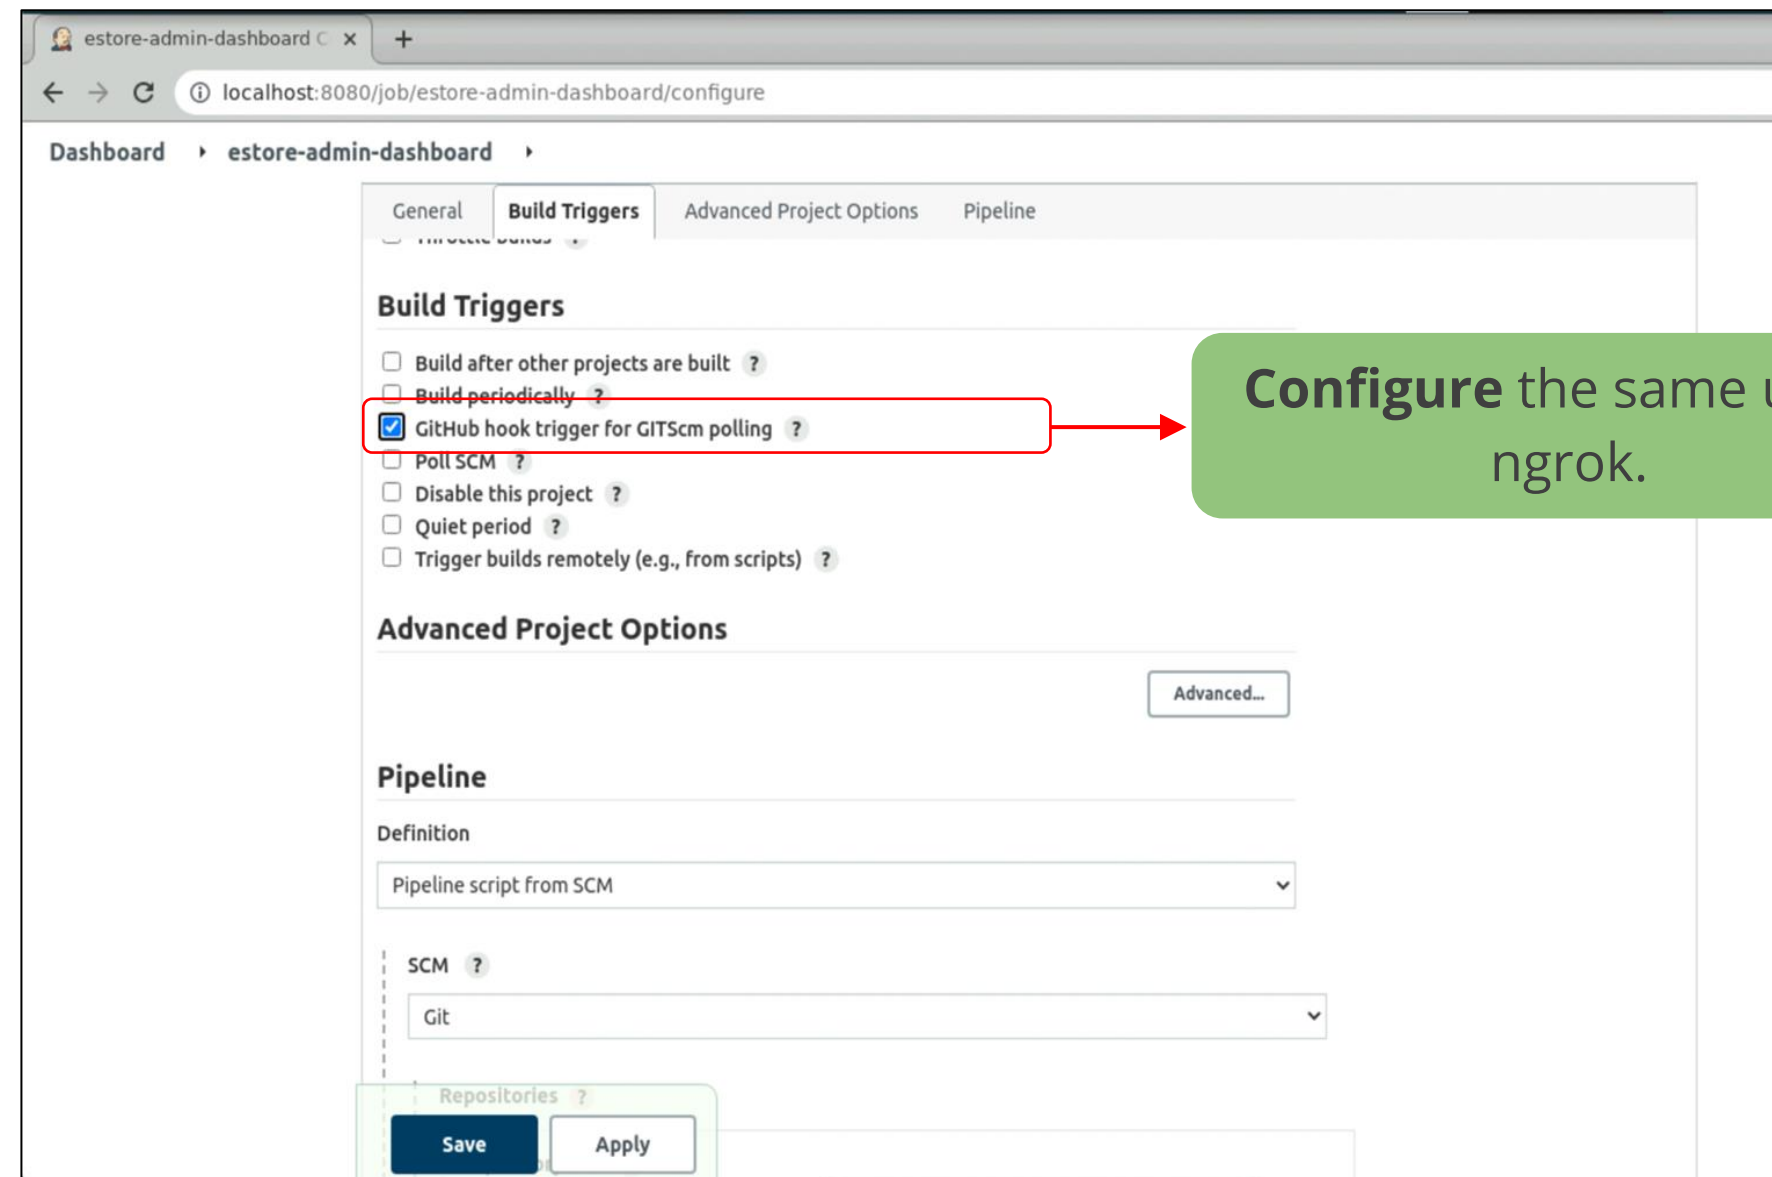 estore-admin-dashboard C
localhost:8080/job/estore-admin-dashboard/configure
Dashboard estore-admin-dashboard
General Build Triggers Advanced Project Options Pipeline
Throttle builds ?
Build Triggers
Build after other projects are built ?
Build periodically ?
GitHub hook trigger for GITScm polling ?
Poll SCM ?
Disable this project ?
Quiet period ?
Trigger builds remotely (e.g., from scripts) ?
Configure the same
ngrok.
Advanced Project Options
Advanced...
Pipeline
Definition
Pipeline script from SCM
SCM ?
Git
Repositories ?
Save Apply